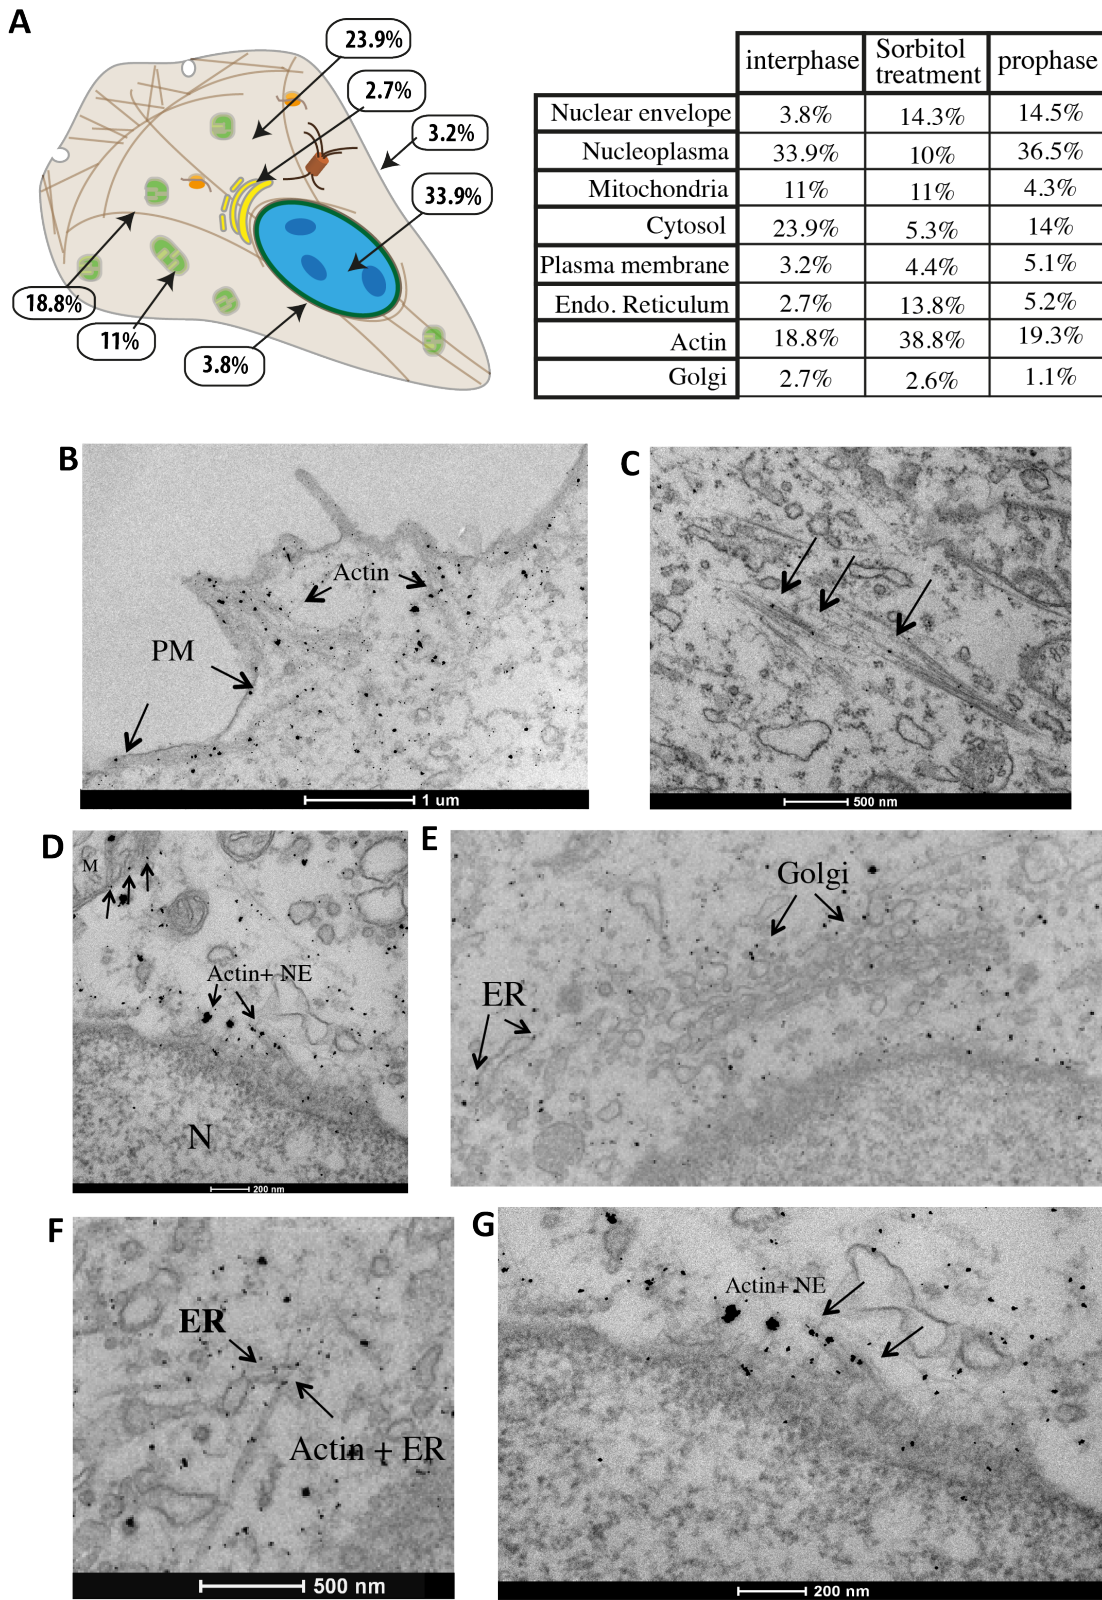 A
23.9%
2.7%
3.2%
33.9%
18.8%
11%
3.8%
interphase Sorbitol treatment prophase
Nuclear envelope 3.8% 14.3% 14.5%
Nucleoplasma 33.9% 10% 36.5%
Mitochondria 11% 11% 4.3%
Cytosol 23.9% 5.3% 14%
Plasma membrane 3.2% 4.4% 5.1%
Endo. Reticulum 2.7% 13.8% 5.2%
Actin 18.8% 38.8% 19.3%
Golgi 2.7% 2.6% 1.1%
B
Actin
PM
1 um
C
500 nm
D
M
Actin+ NE
N
200 nm
E
Golgi
ER
F
ER
Actin + ER
500 nm
G
Actin+ NE
200 nm